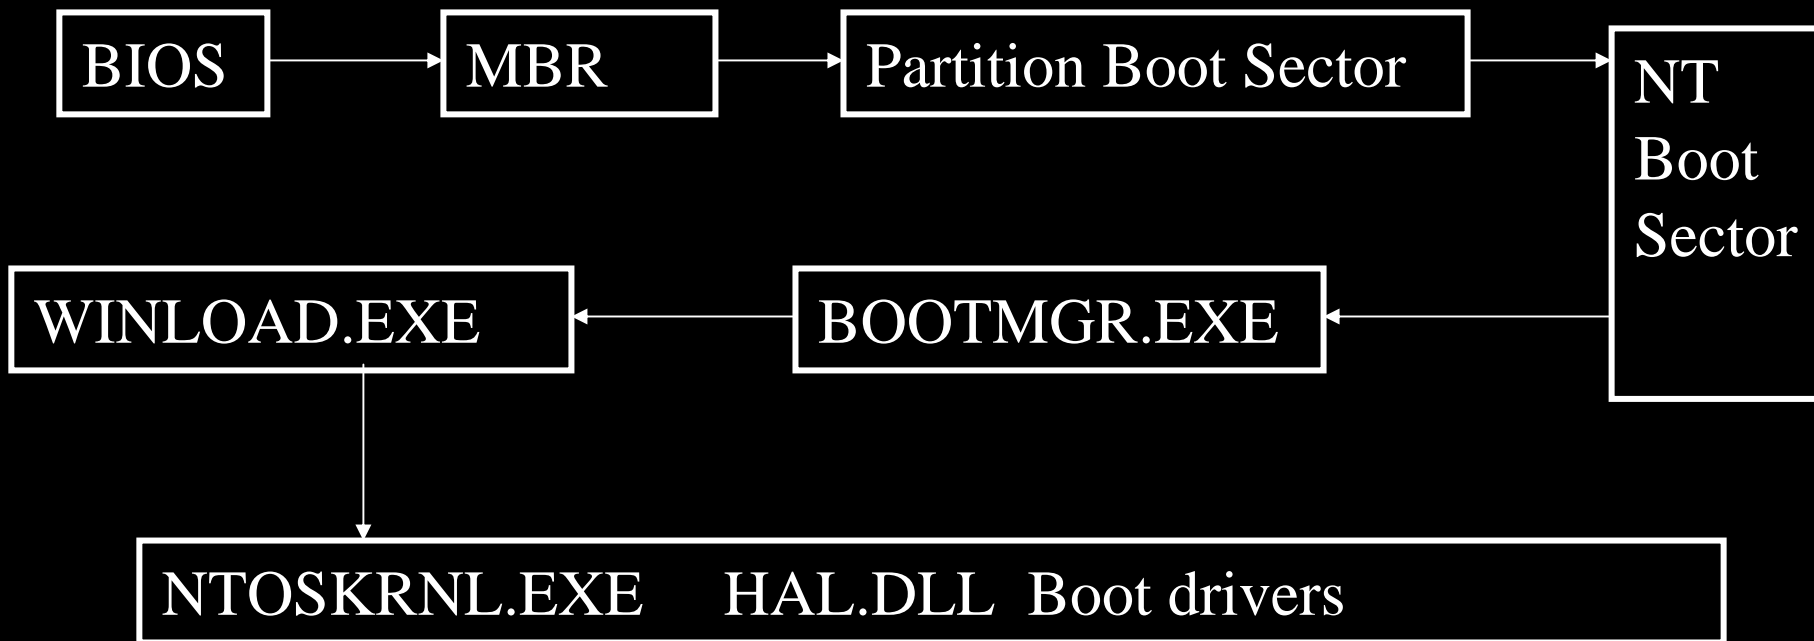 BIOS
MBR
Partition Boot Sector
NT
Boot
Sector
BOOTMGR.EXE
WINLOAD.EXE
NTOSKRNL.EXE HAL.DLL Boot drivers